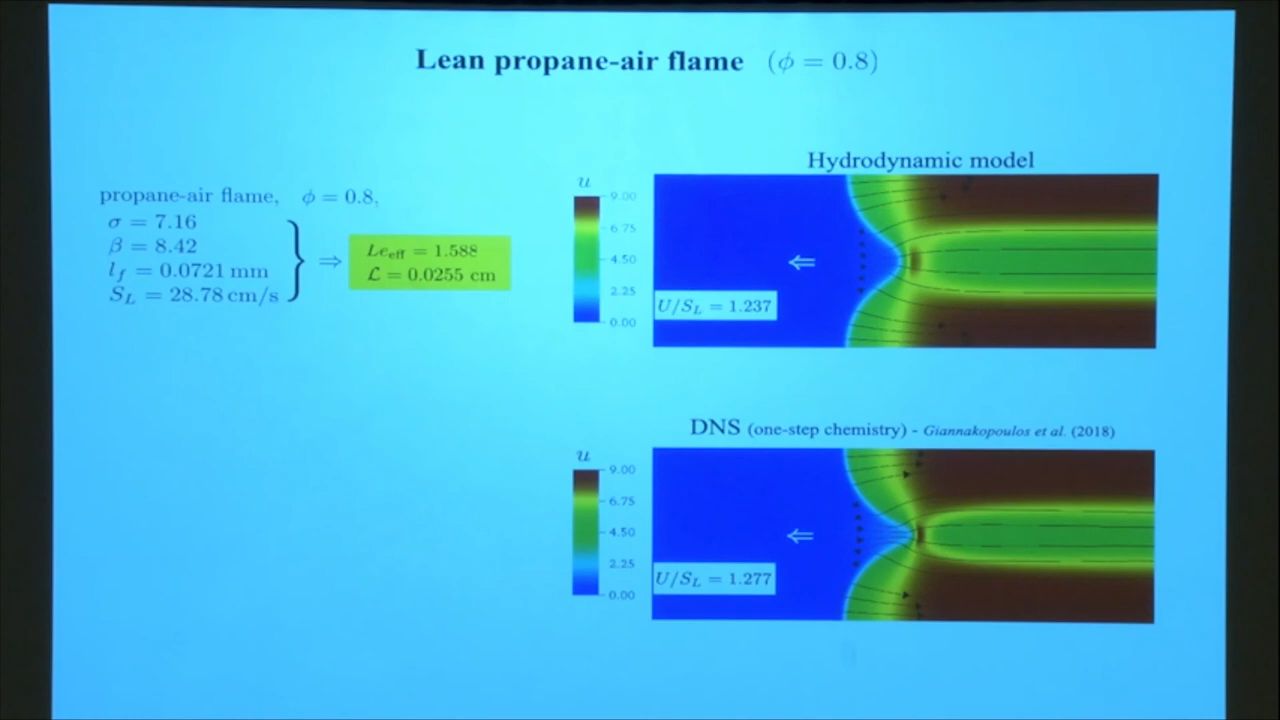 Lean propane-air flame (ϕ = 0.8)
propane-air flame, ϕ = 0.8,
σ = 7.16
β = 8.42
l_f = 0.0721 mm
S_L = 28.78 cm/s
⇒
Le_eff = 1.588
ℒ = 0.0255 cm
Hydrodynamic model
u
9.00
6.75
4.50
2.25
0.00
⇐
U/S_L = 1.237
DNS (one-step chemistry) - Giannakopoulos et al. (2018)
u
9.00
6.75
4.50
2.25
0.00
⇐
U/S_L = 1.277